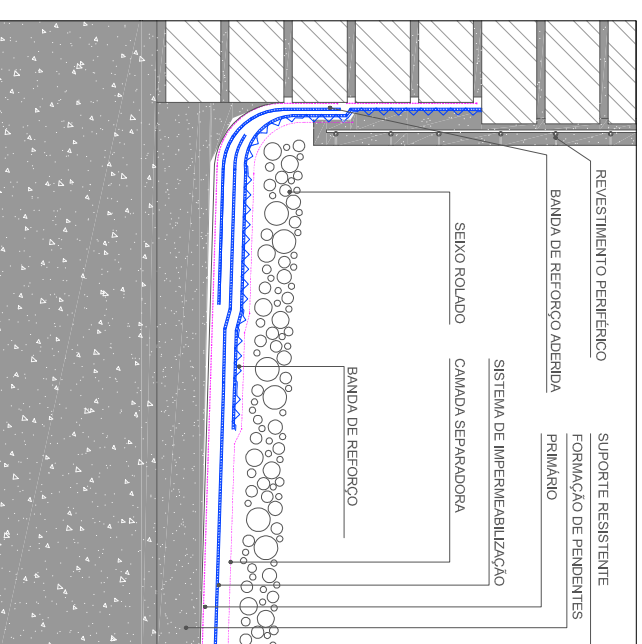 REVESTIMENTO PERIFÉRICO
BANDA DE REFORÇO ADERIDA
SEIXO ROLADO
SUPORTE RESISTENTE
FORMAÇÃO DE PENDENTES
PRIMÁRIO
SISTEMA DE IMPERMEABILIZAÇÃO
CAMADA SEPARADORA
BANDA DE REFORÇO